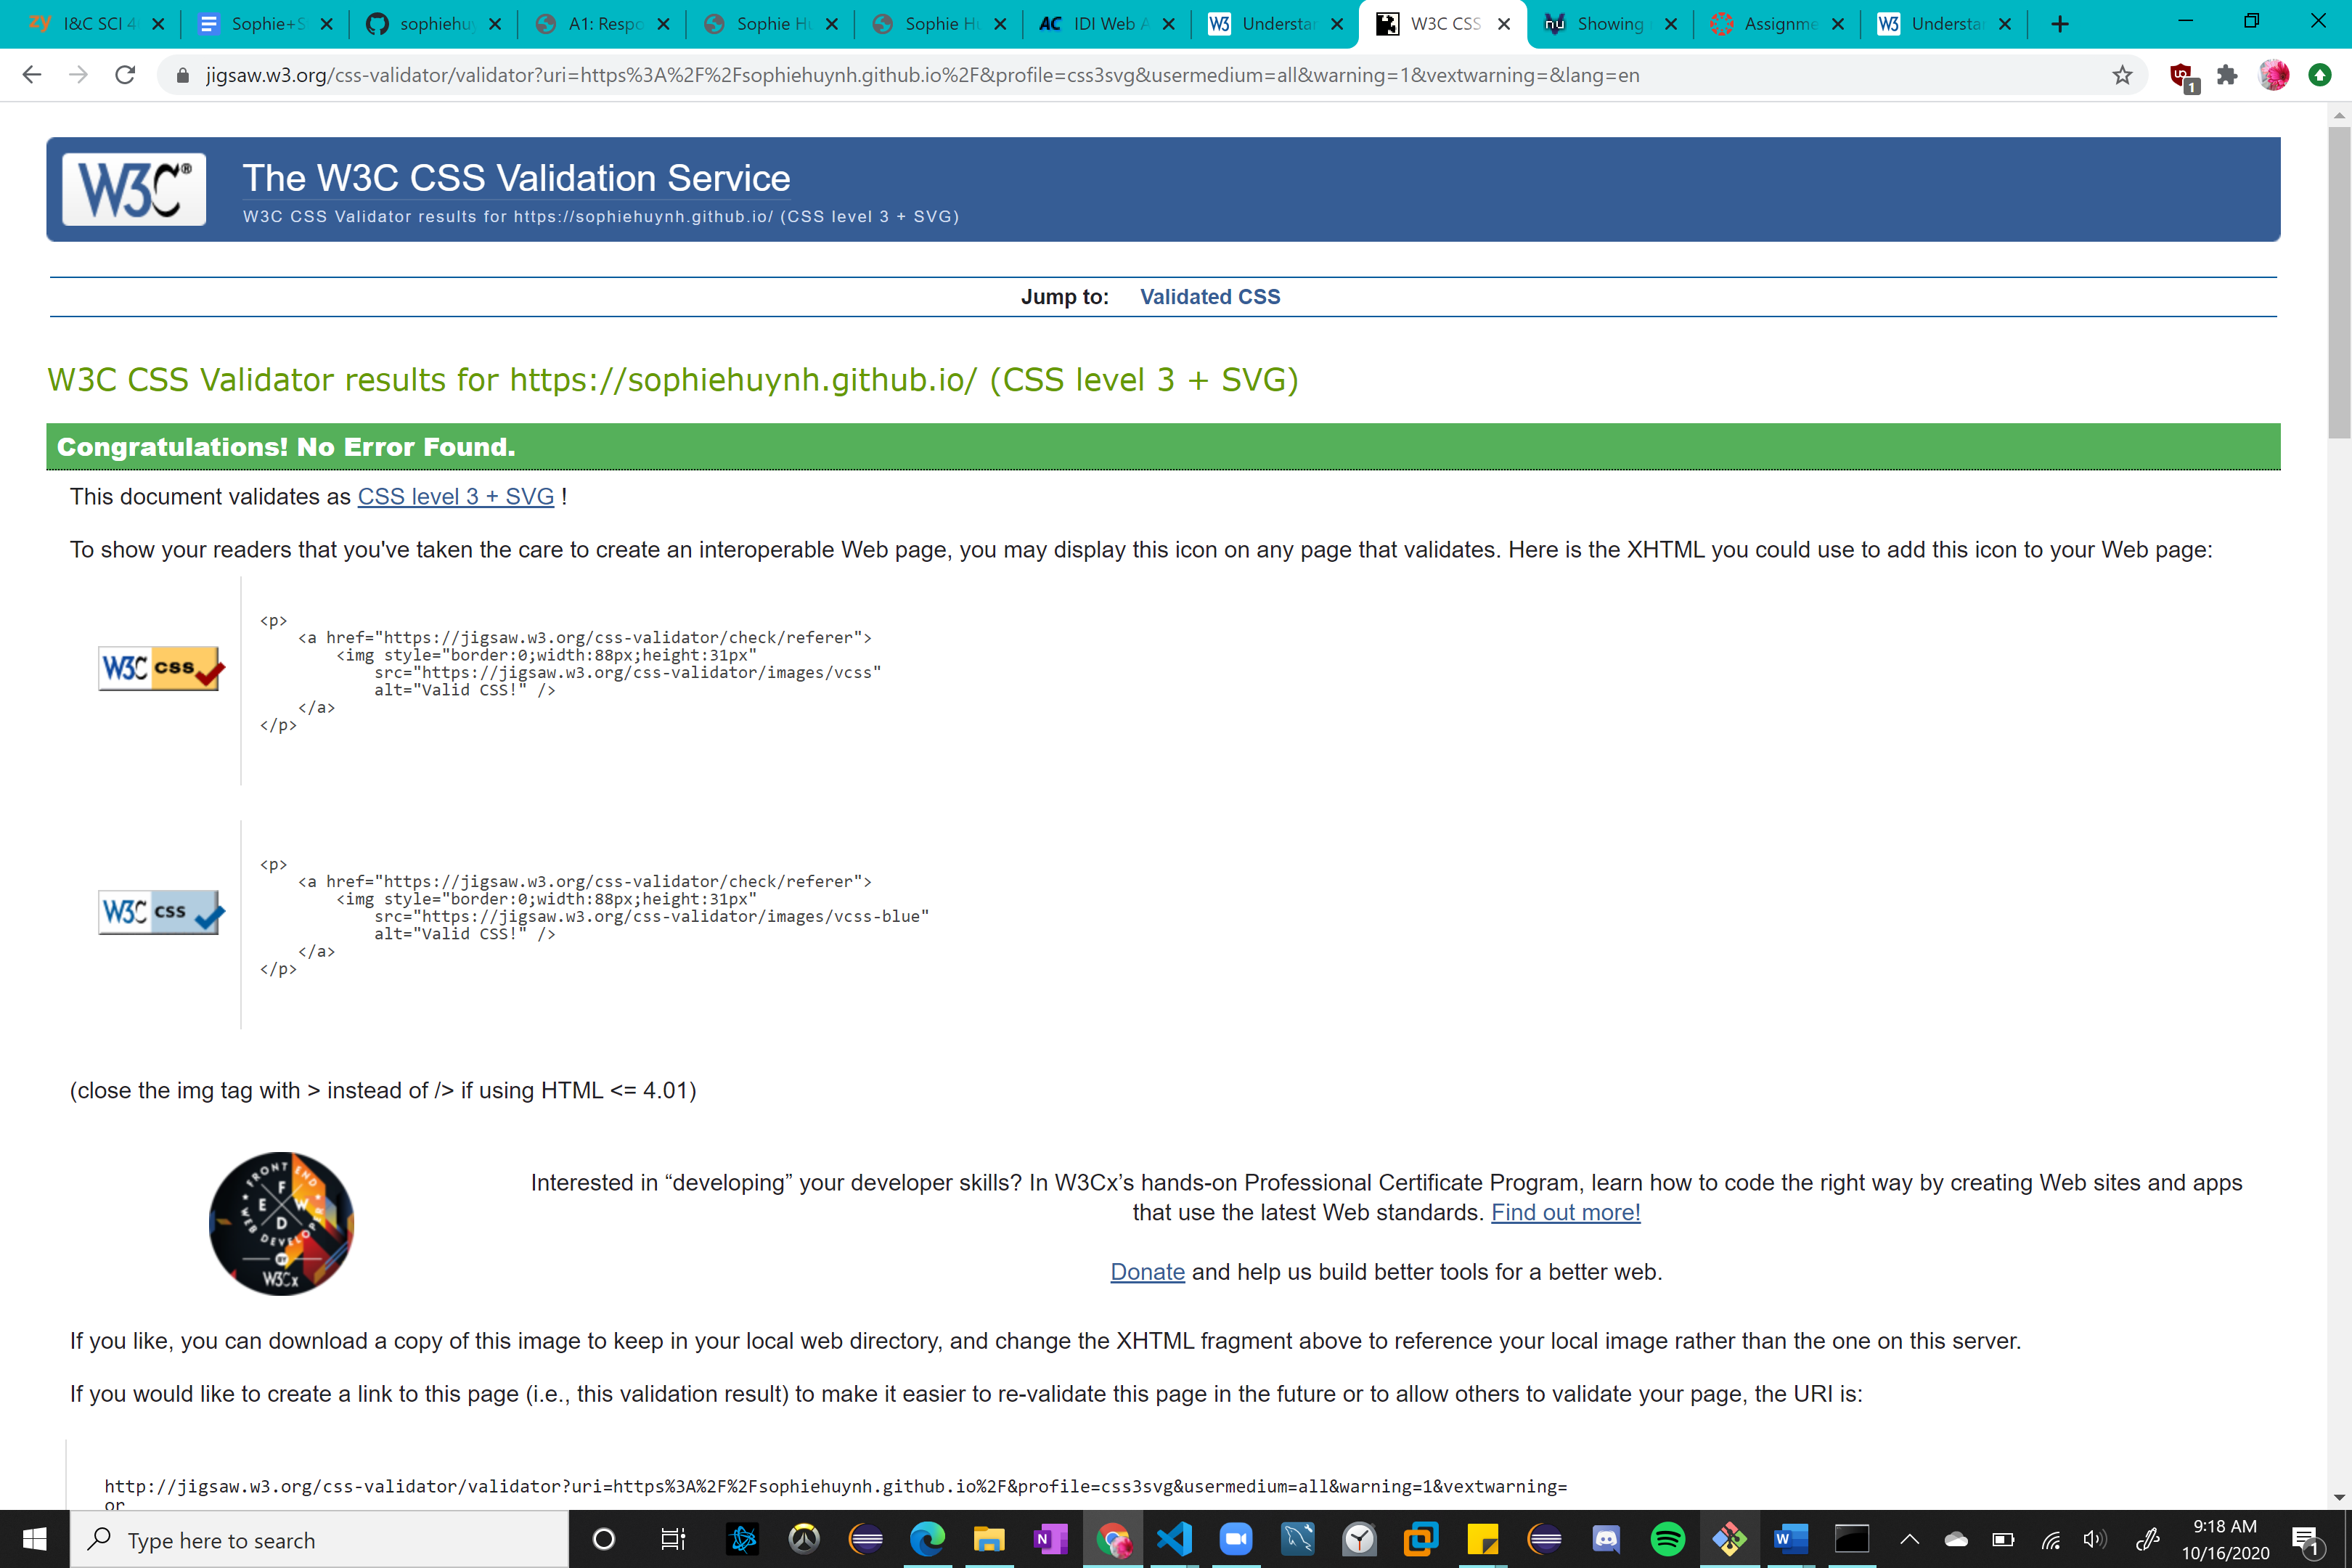 I&C SCI 4
Sophie+S
sophiehuy
A1: Respo
Sophie Hu
Sophie Hu
AC IDI Web A
W3 Understan
W3C CSS
nu Showing
Assignme
W3 Understan
jigsaw.w3.org/css-validator/validator?uri=https%3A%2F%2Fsophiehuynh.github.io%2F&profile=css3svg&usermedium=all&warning=1&vextwarning=&lang=en
1
W3C®
The W3C CSS Validation Service
W3C CSS Validator results for https://sophiehuynh.github.io/ (CSS level 3 + SVG)
Jump to: Validated CSS
W3C CSS Validator results for https://sophiehuynh.github.io/ (CSS level 3 + SVG)
Congratulations! No Error Found.
This document validates as CSS level 3 + SVG !
To show your readers that you've taken the care to create an interoperable Web page, you may display this icon on any page that validates. Here is the XHTML you could use to add this icon to your Web page:
W3C css
<p>
<a href="https://jigsaw.w3.org/css-validator/check/referer">
<img style="border:0;width:88px;height:31px"
src="https://jigsaw.w3.org/css-validator/images/vcss"
alt="Valid CSS!" />
</a>
</p>
W3C css
<p>
<a href="https://jigsaw.w3.org/css-validator/check/referer">
<img style="border:0;width:88px;height:31px"
src="https://jigsaw.w3.org/css-validator/images/vcss-blue"
alt="Valid CSS!" />
</a>
</p>
(close the img tag with > instead of /> if using HTML <= 4.01)
FRONT END
F E W D
WEB DEVELOPER
BY
W3Cx
Interested in “developing” your developer skills? In W3Cx’s hands-on Professional Certificate Program, learn how to code the right way by creating Web sites and apps
that use the latest Web standards. Find out more!
Donate and help us build better tools for a better web.
If you like, you can download a copy of this image to keep in your local web directory, and change the XHTML fragment above to reference your local image rather than the one on this server.
If you would like to create a link to this page (i.e., this validation result) to make it easier to re-validate this page in the future or to allow others to validate your page, the URI is:
http://jigsaw.w3.org/css-validator/validator?uri=https%3A%2F%2Fsophiehuynh.github.io%2F&profile=css3svg&usermedium=all&warning=1&vextwarning=
or
Type here to search
9:18 AM
10/16/2020
1